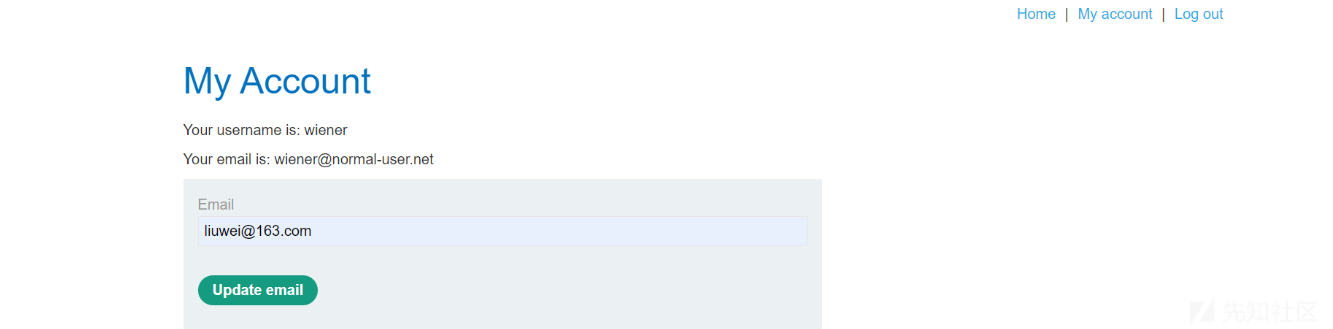 Home | My account | Log out
My Account
Your username is: wiener
Your email is: wiener@normal-user.net
Email
liuwei@163.com
Update email
先知社区